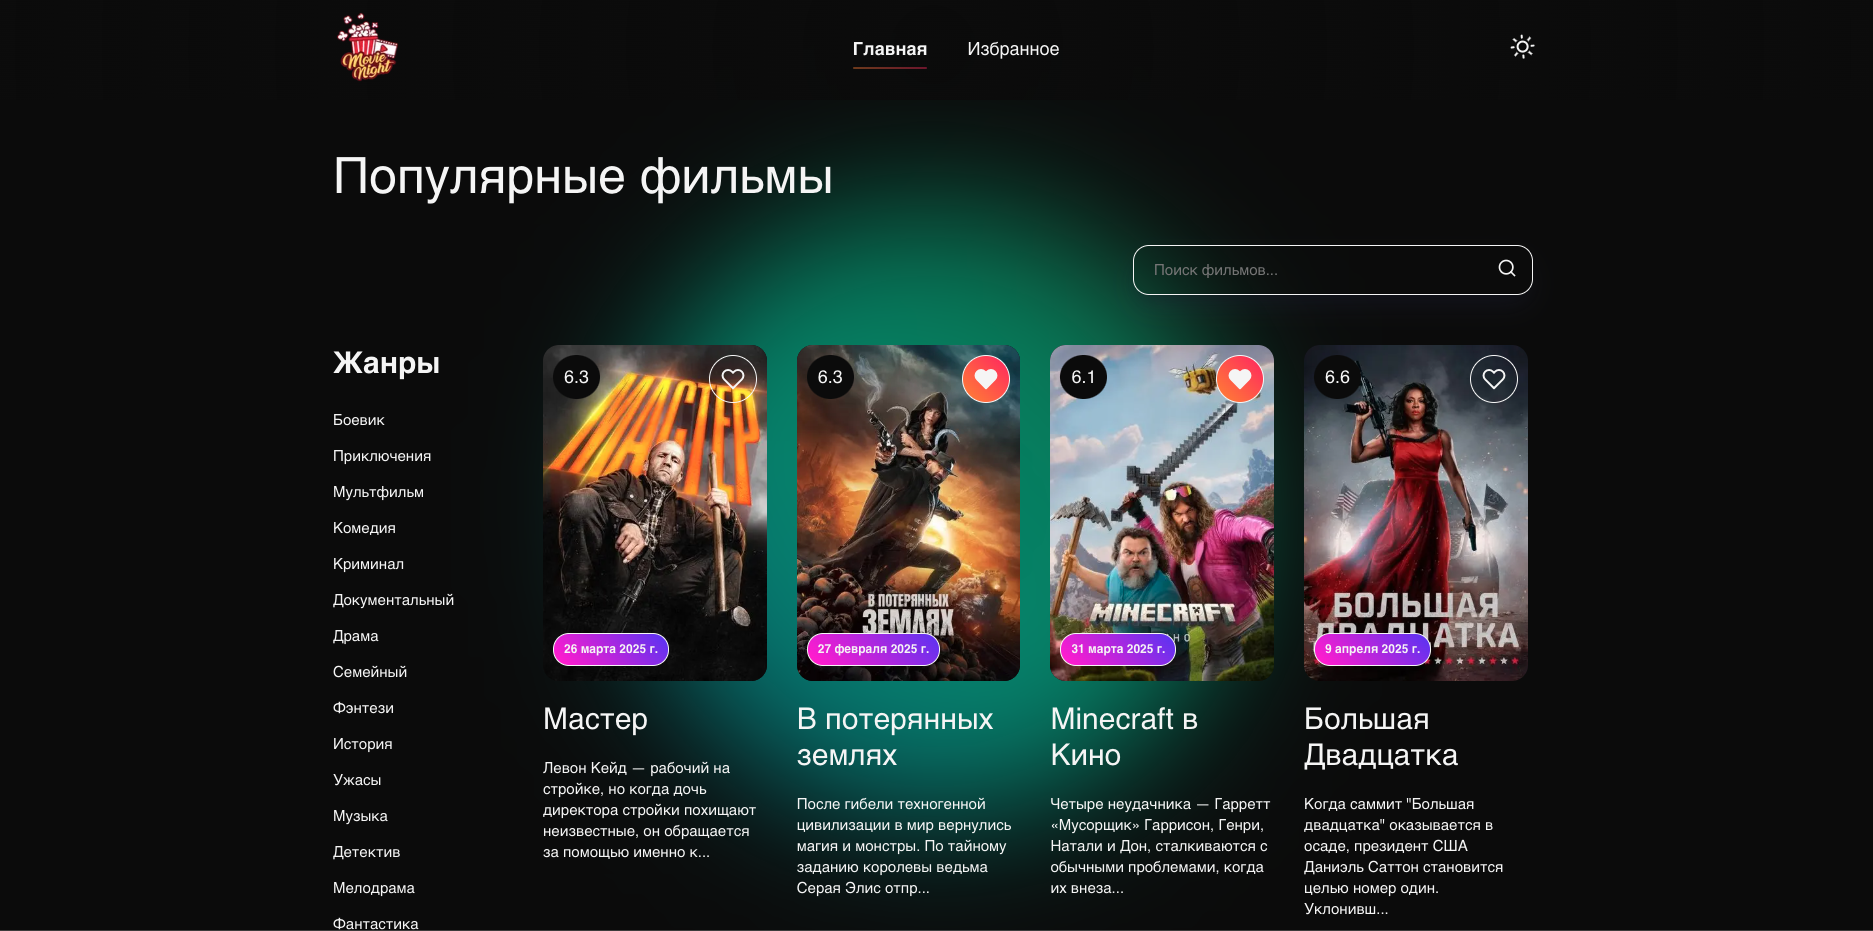 Movie
Night
Главная
Избранное
Популярные фильмы
Поиск фильмов...
Жанры
Боевик
Приключения
Мультфильм
Комедия
Криминал
Документальный
Драма
Семейный
Фэнтези
История
Ужасы
Музыка
Детектив
Мелодрама
Фантастика
6.3
МАСТЕР
26 марта 2025 г.
Мастер
Левон Кейд — рабочий на
стройке, но когда дочь
директора стройки похищают
неизвестные, он обращается
за помощью именно к...
6.3
В ПОТЕРЯННЫХ
ЗЕМЛЯХ
27 февраля 2025 г.
В потерянных
землях
После гибели техногенной
цивилизации в мир вернулись
магия и монстры. По тайному
заданию королевы ведьма
Серая Элис отпр...
6.1
MINECRAFT
31 марта 2025 г.
Minecraft в
Кино
Четыре неудачника — Гарретт
«Мусорщик» Гаррисон, Генри,
Натали и Дон, сталкиваются с
обычными проблемами, когда
их внеза...
6.6
БОЛЬШАЯ
ДВАДЦАТКА
9 апреля 2025 г.
Большая
Двадцатка
Когда саммит "Большая
двадцатка" оказывается в
осаде, президент США
Даниэль Саттон становится
целью номер один.
Уклонивш...